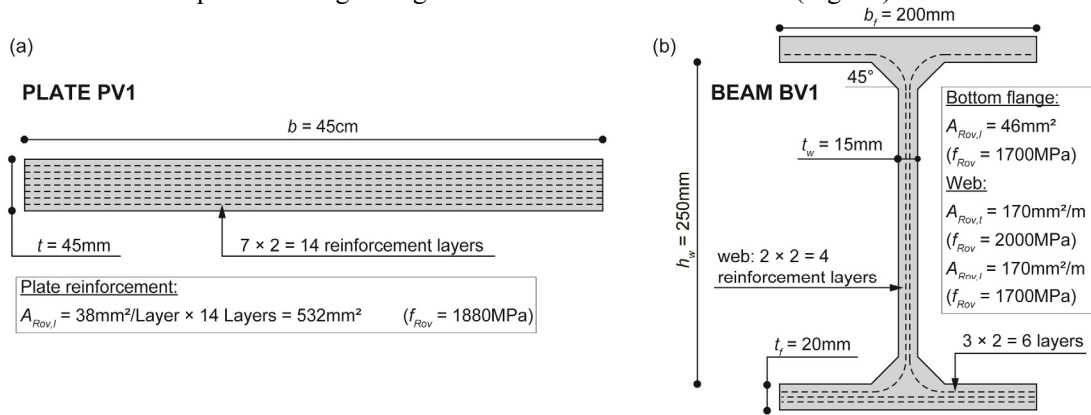 (a)
PLATE PV1
b = 45cm
t = 45mm
7 × 2 = 14 reinforcement layers
Plate reinforcement:
A_Rov,l = 38mm²/Layer × 14 Layers = 532mm² (f_Rov = 1880MPa)
b_f = 200mm
(b)
45°
BEAM BV1
t_w = 15mm
h_w = 250mm
web: 2 × 2 = 4
reinforcement layers
t_f = 20mm
Bottom flange:
A_Rov,l = 46mm²
(f_Rov = 1700MPa)
Web:
A_Rov,t = 170mm²/m
(f_Rov = 2000MPa)
A_Rov,l = 170mm²/m
(f_Rov = 1700MPa)
3 × 2 = 6 layers